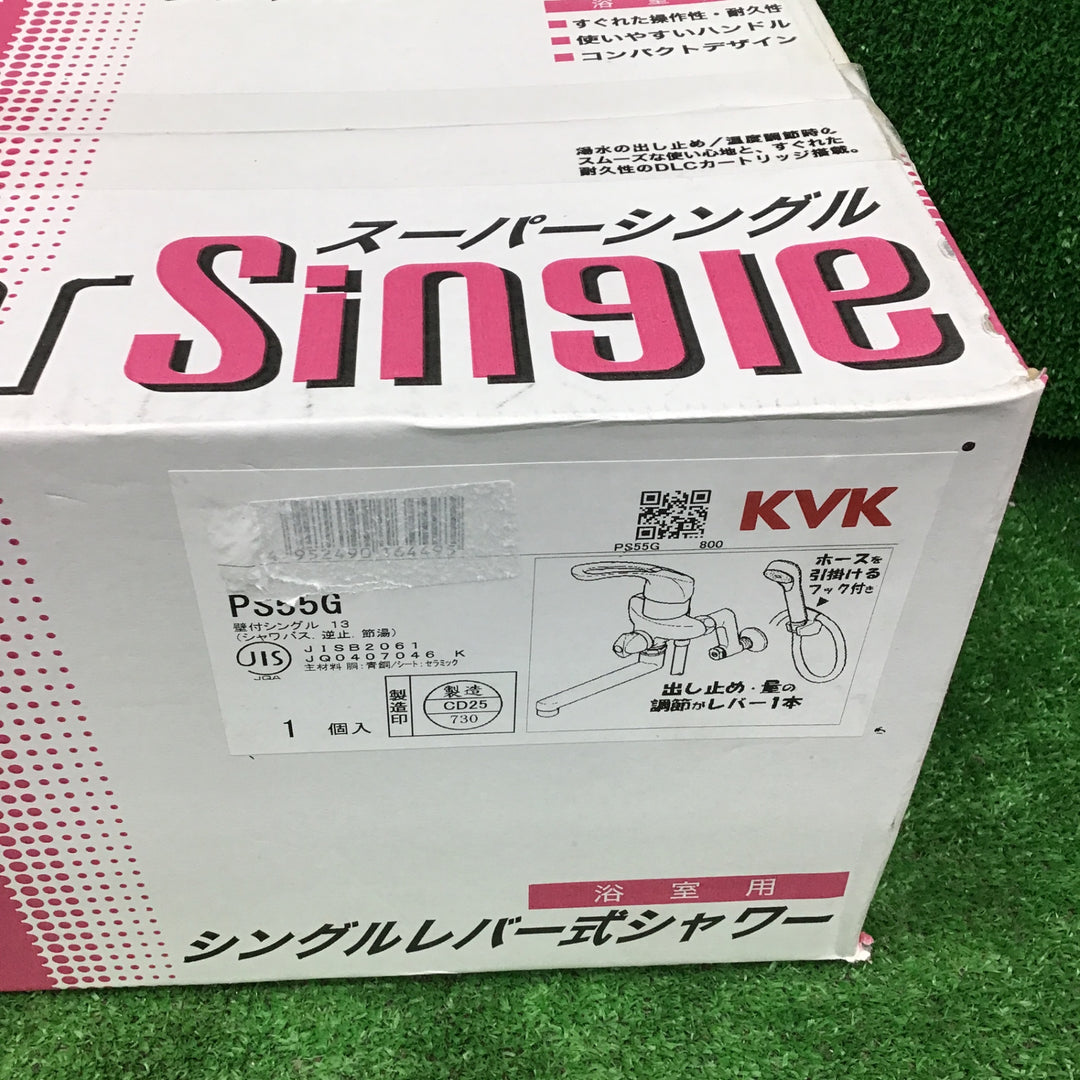 浴室
すぐれた操作性・耐久性
使いやすいハンドル
コンパクトデザイン
湯水の出し止め/温度調節時の
スムーズな使い心地と、すぐれた
耐久性のDLCカートリッジ搭載。
スーパーシングル
r Single
KVK
PS55G 800
4 952490 364493
PS55G
壁付シングル 13
(シャワバス、逆止、節湯)
JIS
JQA
JISB2061
JQ0407046 K
主材料 胴:青銅/シート:セラミック
1 個入
製造印
製造
CD25
730
ホースを
引掛ける
フック付き
出し止め・量の
調節がレバー1本
浴室用
シングルレバー式シャワー